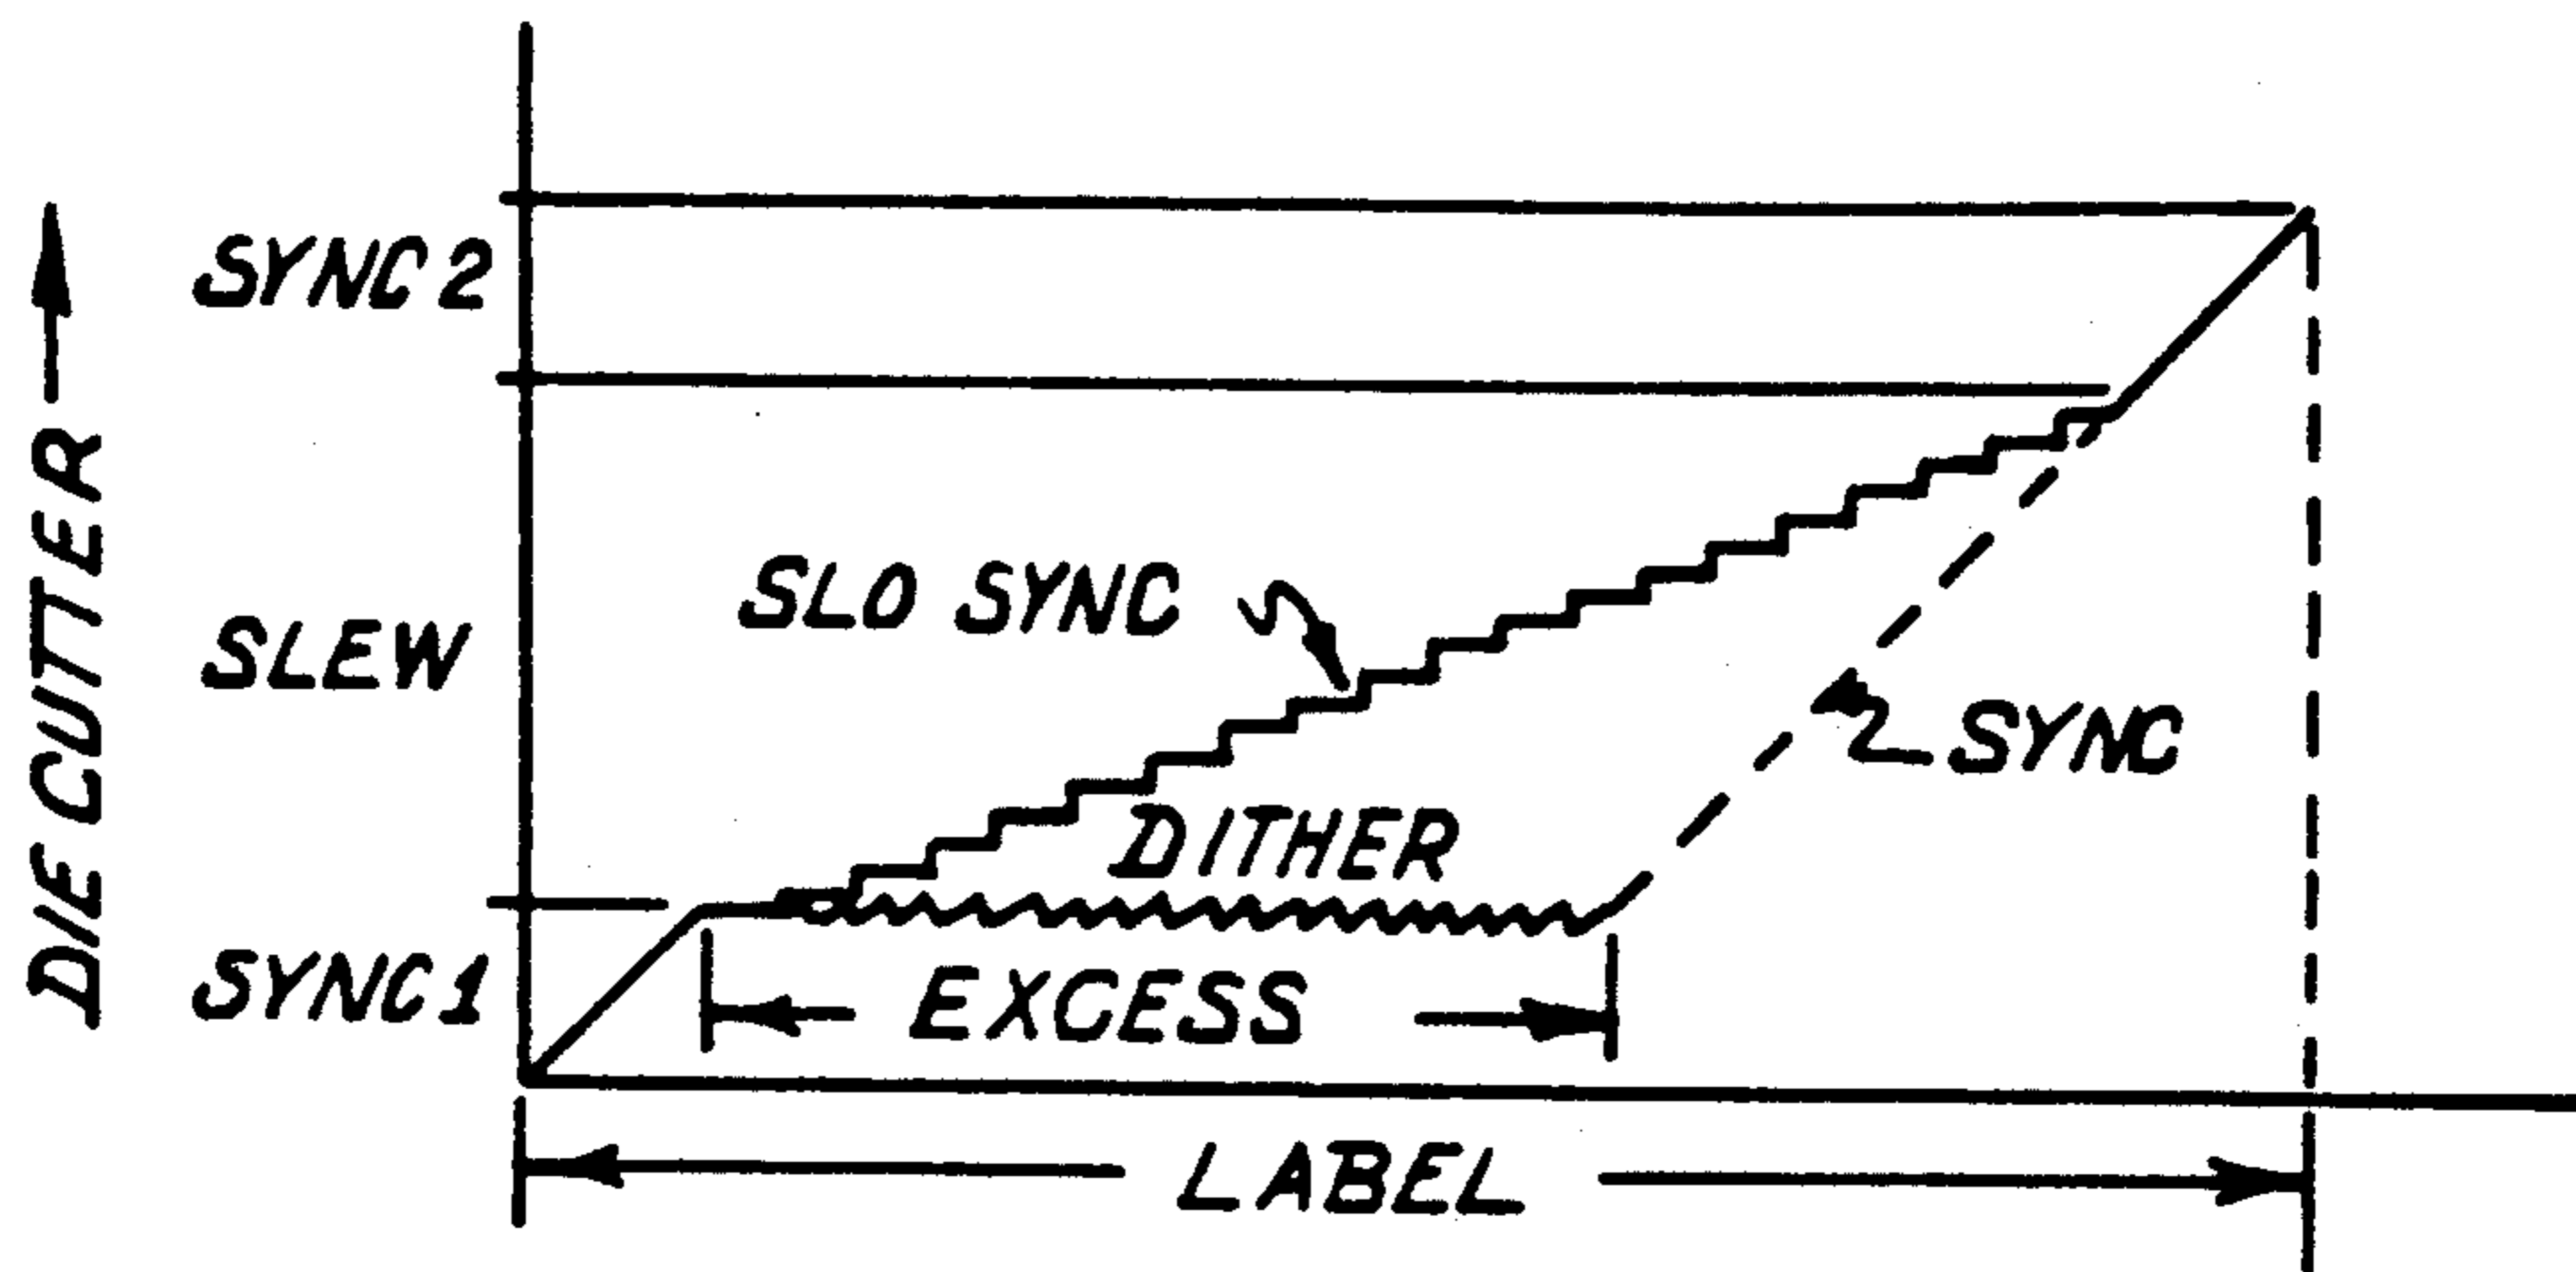 DIE CUTTER
SYNC 2
SLEW
SYNC 1
SLO SYNC
SYNC
DITHER
EXCESS
LABEL